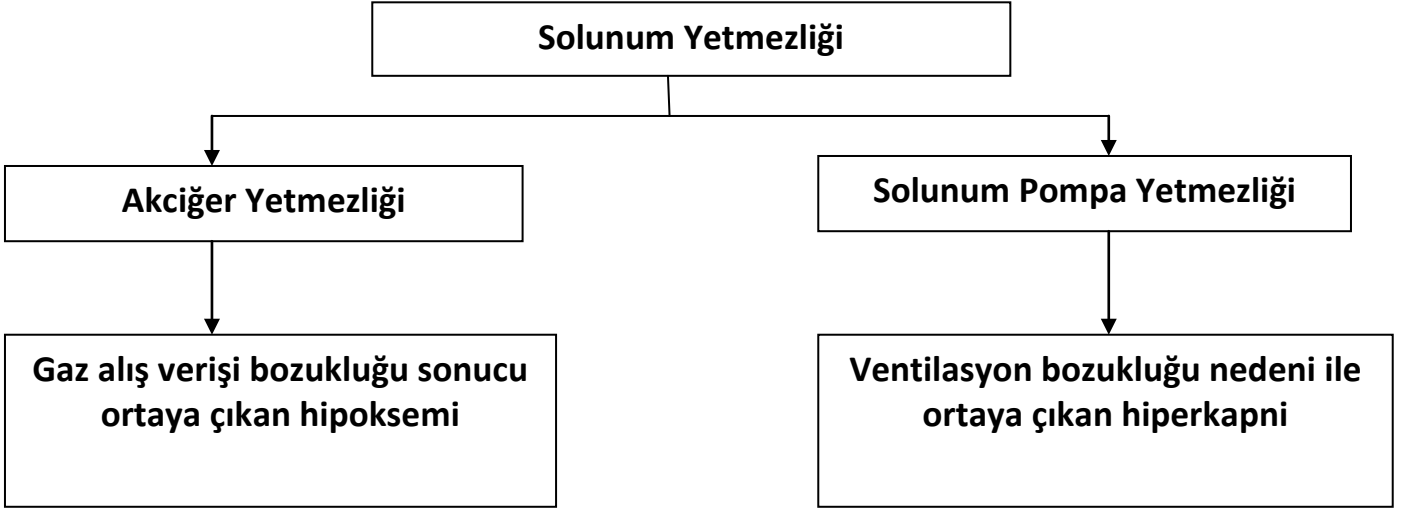 Solunum Yetmezliği
Akciğer Yetmezliği
Solunum Pompa Yetmezliği
Gaz alış verişi bozukluğu sonucu
ortaya çıkan hipoksemi
Ventilasyon bozukluğu nedeni ile
ortaya çıkan hiperkapni